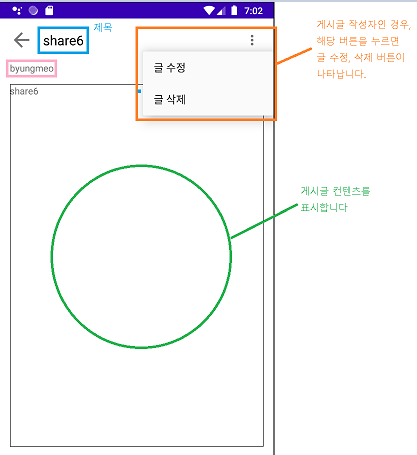 7:02
share6
제목
글 수정
글 삭제
byungmeo
share6
게시글 작성자인 경우,
해당 버튼을 누르면
글 수정, 삭제 버튼이
나타납니다.
게시글 컨텐츠를
표시합니다